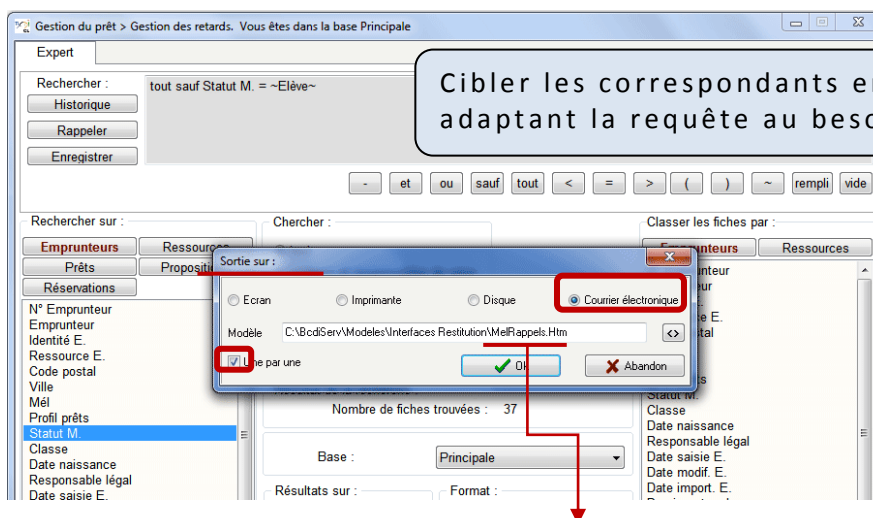 Gestion du prêt > Gestion des retards. Vous êtes dans la base Principale
Expert
Cibler les correspondants
adaptant la requête au
Rechercher :
tout sauf Statut M. = ~Elève~
Historique
Rappeler
Enregistrer
- et ou sauf tout < = > ( ) ~ rempli vide
Rechercher sur :
Chercher :
Classer les fiches par :
Emprunteurs
Ressources
Prêts
Réservations
N° Emprunteur
Emprunteur
Identité E.
Ressource E.
Code postal
Ville
Mél
Profil prêts
Statut M.
Classe
Date naissance
Responsable légal
Date saisie E.
Sortie sur :
Ecran
Imprimante
Disque
Courrier électronique
Modèle
C:\BcdiServ\Modeles\Interfaces Restitution\MelRappels.Htm
<>
Une par une
Ok
Abandon
Nombre de fiches trouvées : 37
Base :
Principale
Résultats sur :
Format :
Ressources
Statut M.
Classe
Date naissance
Responsable légal
Date saisie E.
Date modif. E.
Date import. E.